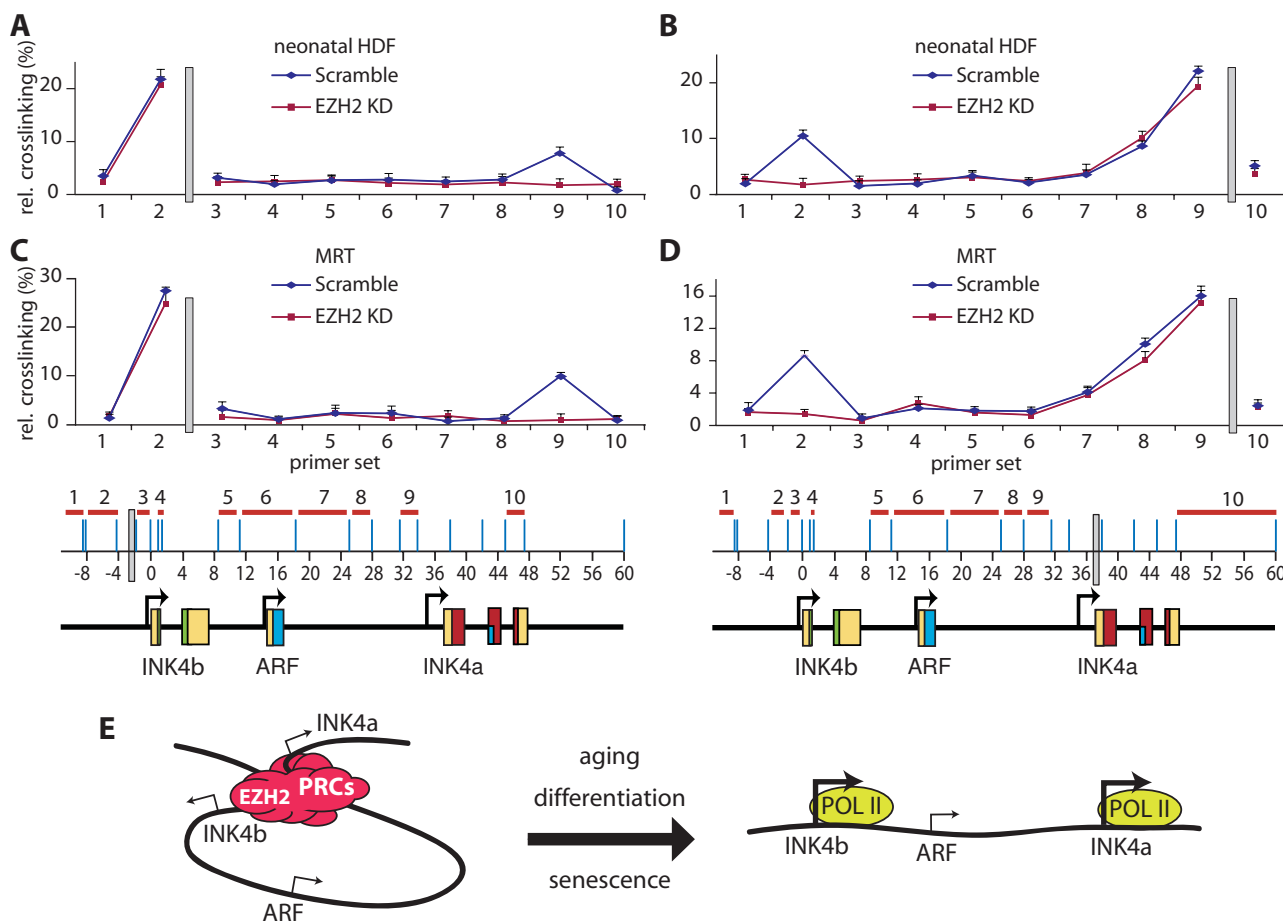 A
neonatal HDF
Scramble
EZH2 KD
rel. crosslinking (%)
20
10
0
1 2 3 4 5 6 7 8 9 10
B
neonatal HDF
Scramble
EZH2 KD
20
10
0
1 2 3 4 5 6 7 8 9 10
C
MRT
Scramble
EZH2 KD
rel. crosslinking (%)
30
20
10
0
1 2 3 4 5 6 7 8 9 10
primer set
D
MRT
Scramble
EZH2 KD
16
12
8
4
0
1 2 3 4 5 6 7 8 9 10
primer set
1 2 3 4 5 6 7 8 9 10
-8 -4 0 4 8 12 16 20 24 28 32 36 40 44 48 52 56 60
INK4b ARF INK4a
1 2 3 4 5 6 7 8 9 10
-8 -4 0 4 8 12 16 20 24 28 32 36 40 44 48 52 56 60
INK4b ARF INK4a
E
INK4a
EZH2 PRCs
INK4b
ARF
aging
differentiation
senescence
POL II
POL II
INK4b
ARF
INK4a